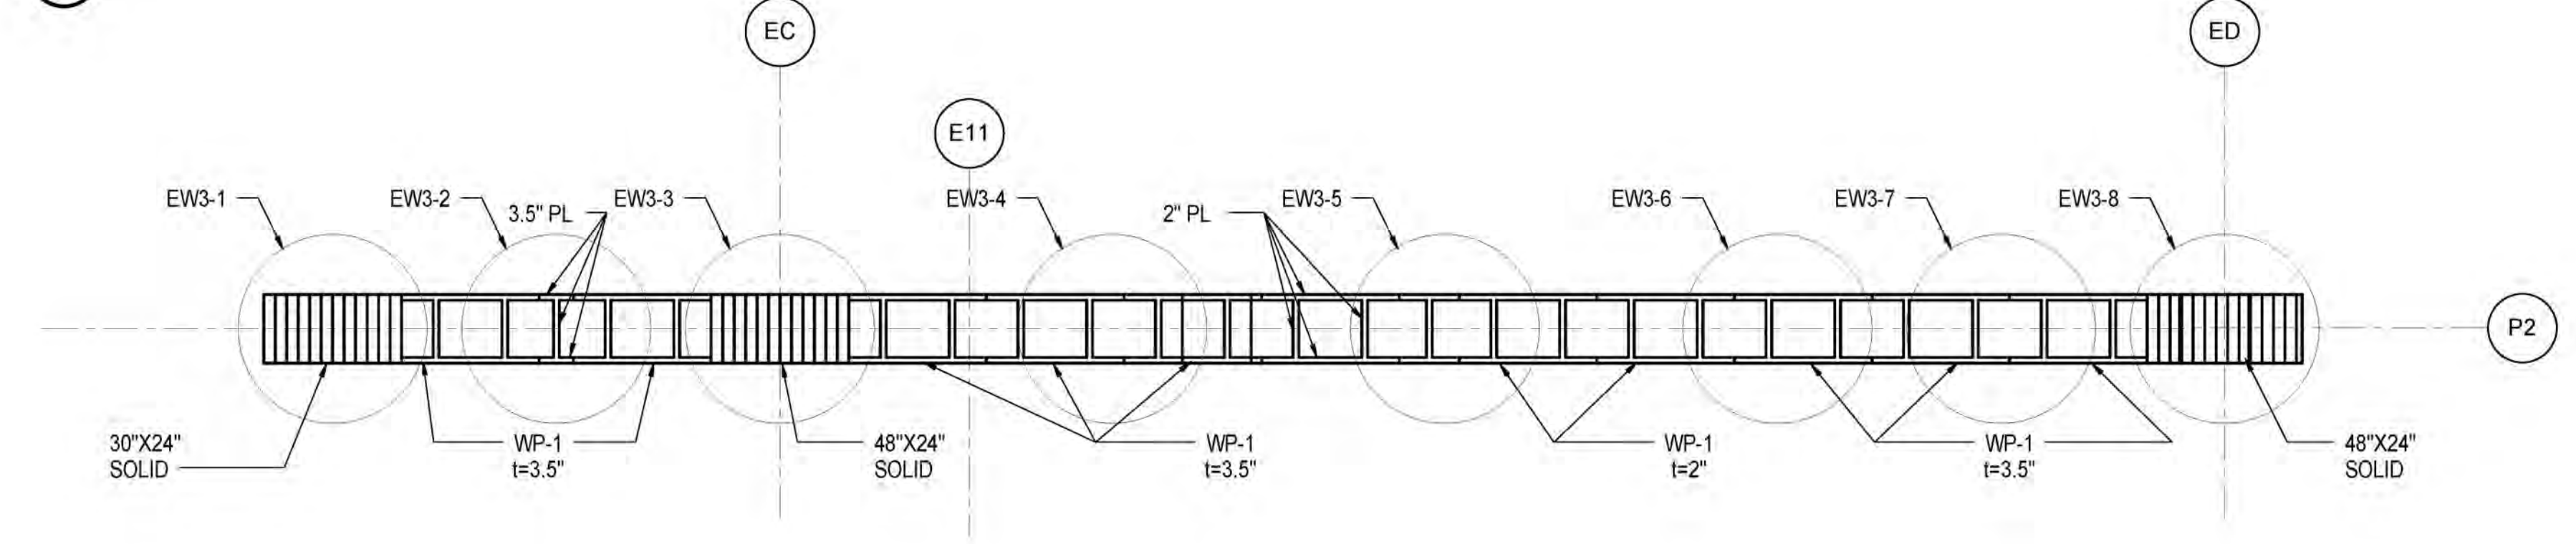 EC
ED
E11
EW3-1
EW3-2
3.5" PL
EW3-3
EW3-4
2" PL
EW3-5
EW3-6
EW3-7
EW3-8
P2
30"X24"
SOLID
WP-1
t=3.5"
48"X24"
SOLID
WP-1
t=3.5"
WP-1
t=2"
WP-1
t=3.5"
48"X24"
SOLID